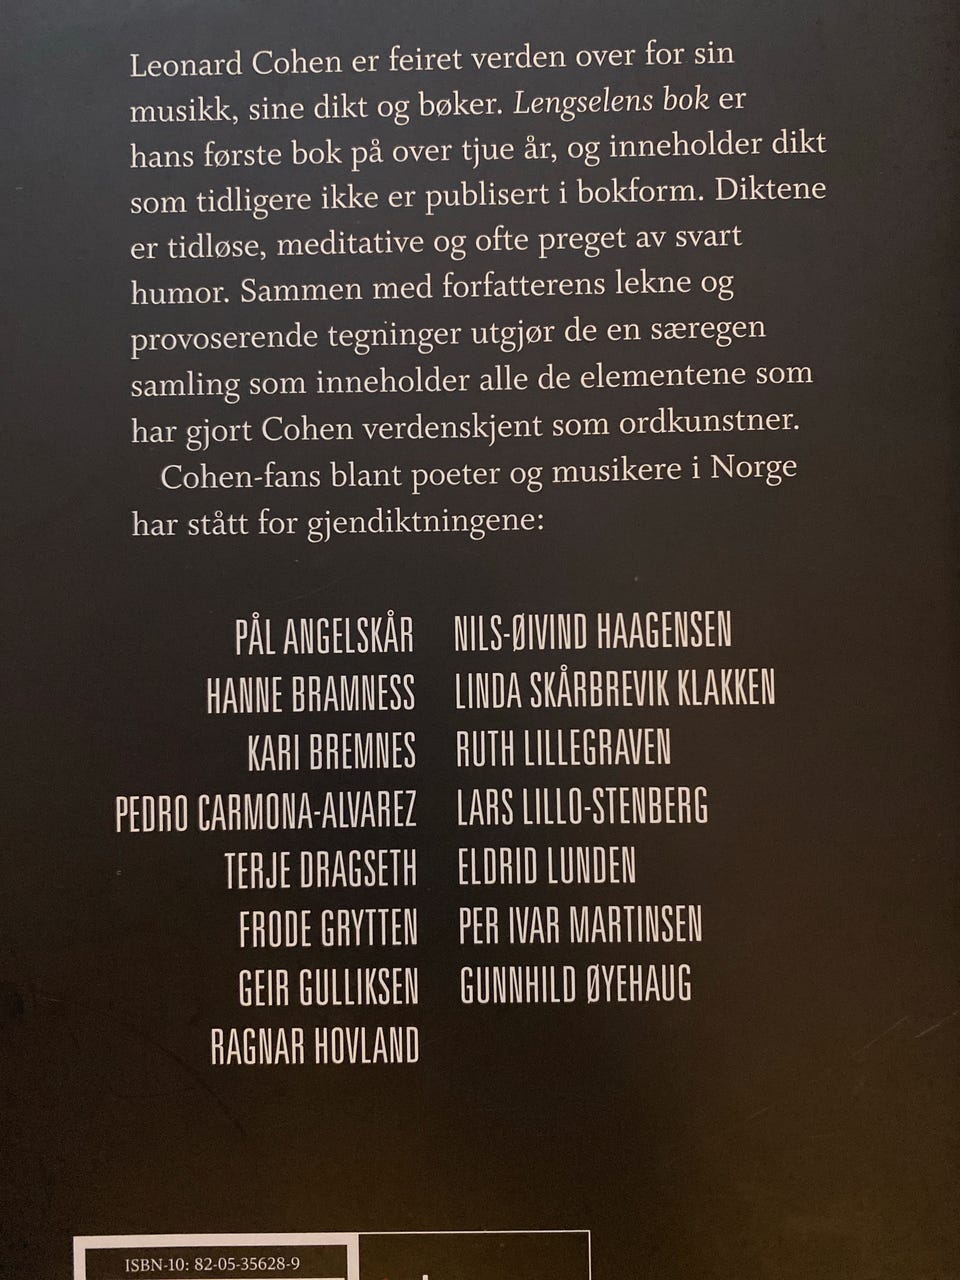 Leonard Cohen er feiret verden over for sin
musikk, sine dikt og bøker. Lengselens bok er
hans første bok på over tjue år, og inneholder dikt
som tidligere ikke er publisert i bokform. Diktene
er tidløse, meditative og ofte preget av svart
humor. Sammen med forfatterens lekne og
provoserende tegninger utgjør de en særegen
samling som inneholder alle de elementene som
har gjort Cohen verdenskjent som ordkunstner.
Cohen-fans blant poeter og musikere i Norge
har stått for gjendiktningene:
PÅL ANGELSKÅR
HANNE BRAMNESS
KARI BREMNES
PEDRO CARMONA-ALVAREZ
TERJE DRAGSETH
FRODE GRYTTEN
GEIR GULLIKSEN
RAGNAR HOVLAND
NILS-ØIVIND HAAGENSEN
LINDA SKÅRBREVIK KLAKKEN
RUTH LILLEGRAVEN
LARS LILLO-STENBERG
ELDRID LUNDEN
PER IVAR MARTINSEN
GUNNHILD ØYEHAUG
ISBN-10: 82-05-35628-9